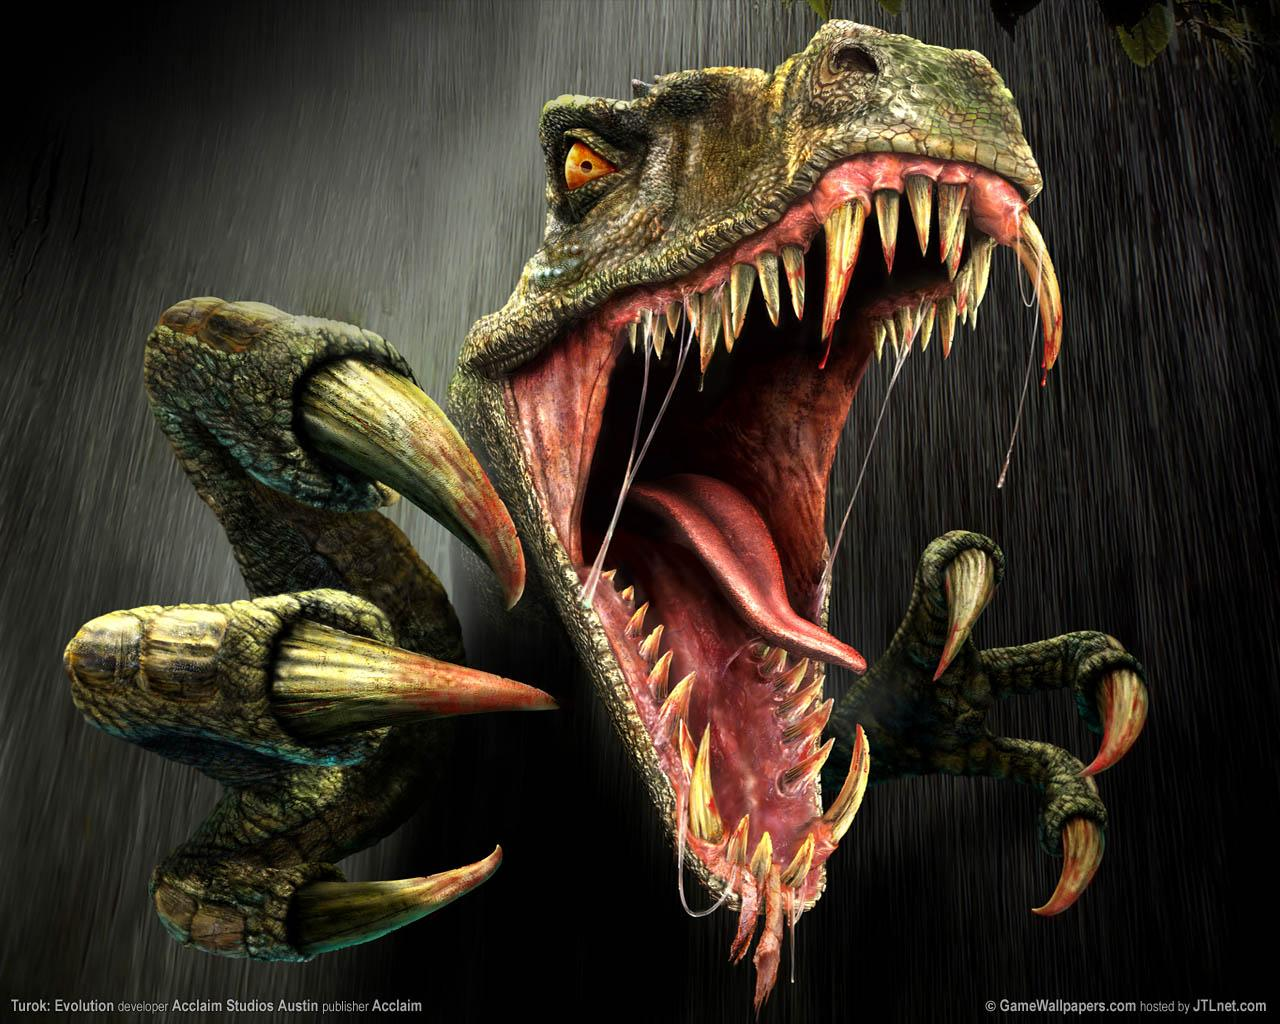 Turok: Evolution developer Acclaim Studios Austin publisher Acclaim
© GameWallpapers.com hosted by JTLnet.com